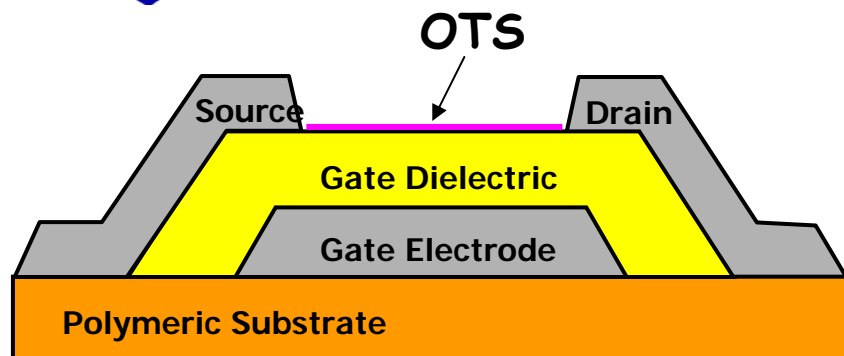 OTS
Source
Drain
Gate Dielectric
Gate Electrode
Polymeric Substrate